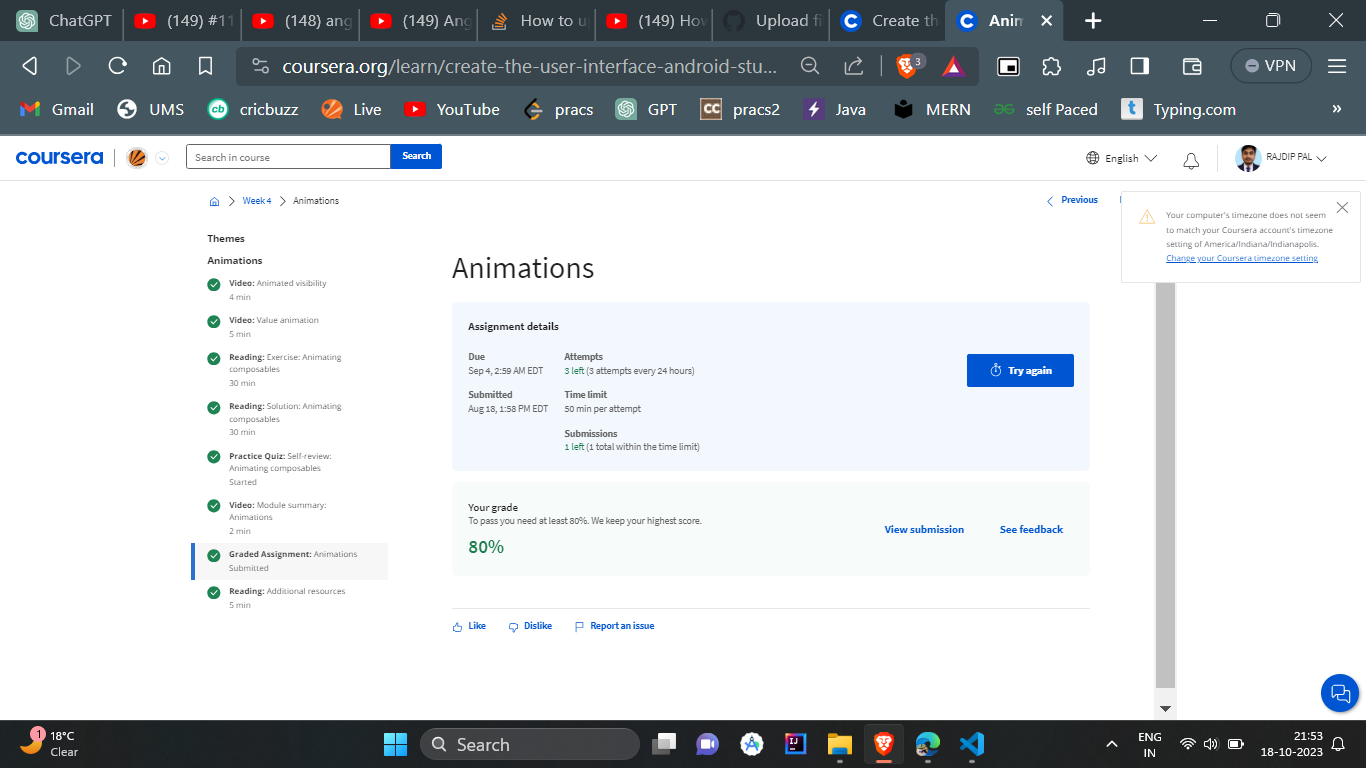 ChatGPT
(149) #11
(148) ang
(149) Ang
How to u
(149) How
Upload fi
Create th
Anim
coursera.org/learn/create-the-user-interface-android-stu...
3
VPN
Gmail
UMS
cb
cricbuzz
Live
YouTube
pracs
GPT
CC
pracs2
Java
MERN
self Paced
t
Typing.com
»
coursera
Search in course
Search
English
RAJDIP PAL
Week 4
Animations
Previous
Your computer's timezone does not seem
to match your Coursera account's timezone
setting of America/Indiana/Indianapolis.
Change your Coursera timezone setting
Themes
Animations
Video: Animated visibility
4 min
Video: Value animation
5 min
Reading: Exercise: Animating
composables
30 min
Reading: Solution: Animating
composables
30 min
Practice Quiz: Self-review:
Animating composables
Started
Video: Module summary:
Animations
2 min
Graded Assignment: Animations
Submitted
Reading: Additional resources
5 min
Animations
Assignment details
Due
Sep 4, 2:59 AM EDT
Attempts
3 left (3 attempts every 24 hours)
Submitted
Aug 18, 1:58 PM EDT
Time limit
50 min per attempt
Submissions
1 left (1 total within the time limit)
Try again
Your grade
To pass you need at least 80%. We keep your highest score.
80%
View submission
See feedback
Like
Dislike
Report an issue
1
18°C
Clear
Search
ENG
IN
21:53
18-10-2023